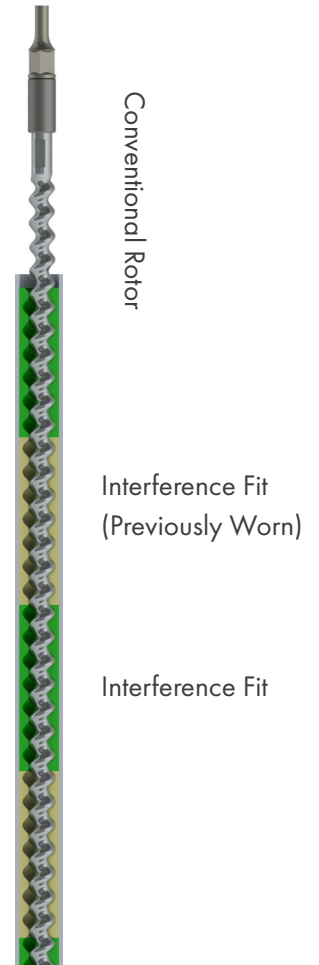 Conventional Rotor
Interference Fit
(Previously Worn)
Interference Fit